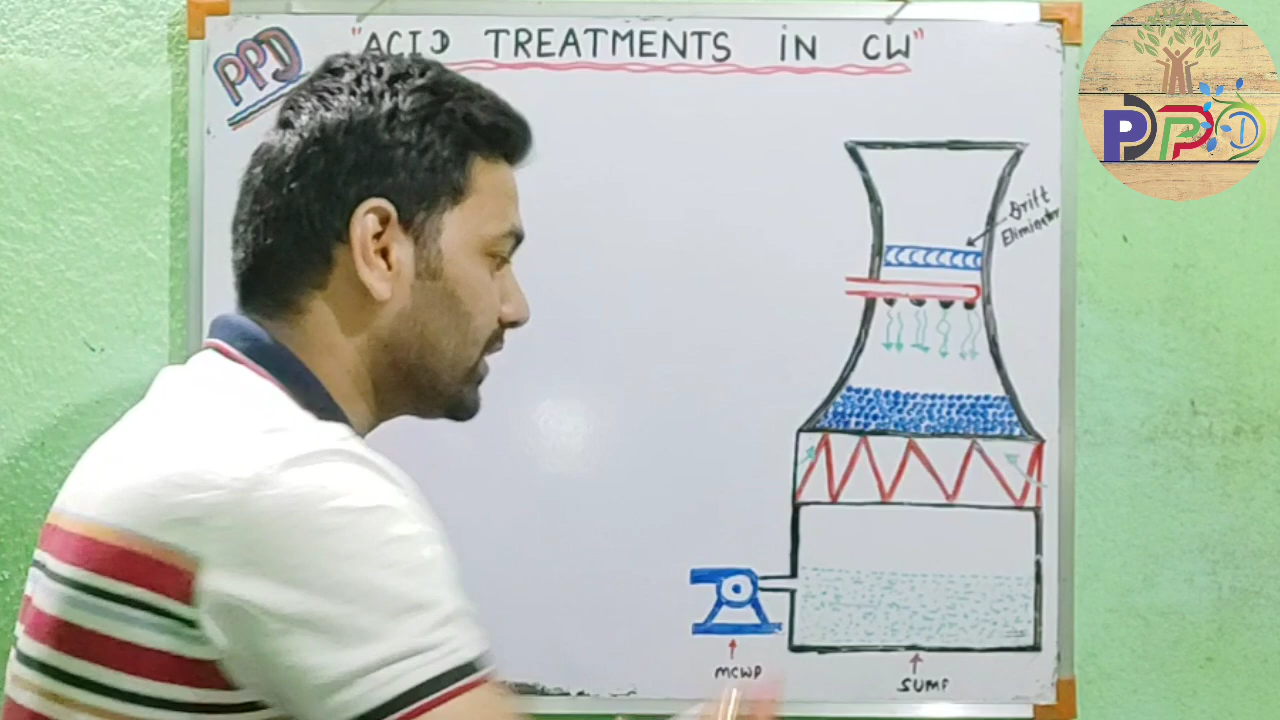 PPD
"ACID TREATMENTS IN CW"
PPD
Drift
Eliminator
MCWP
SUMP